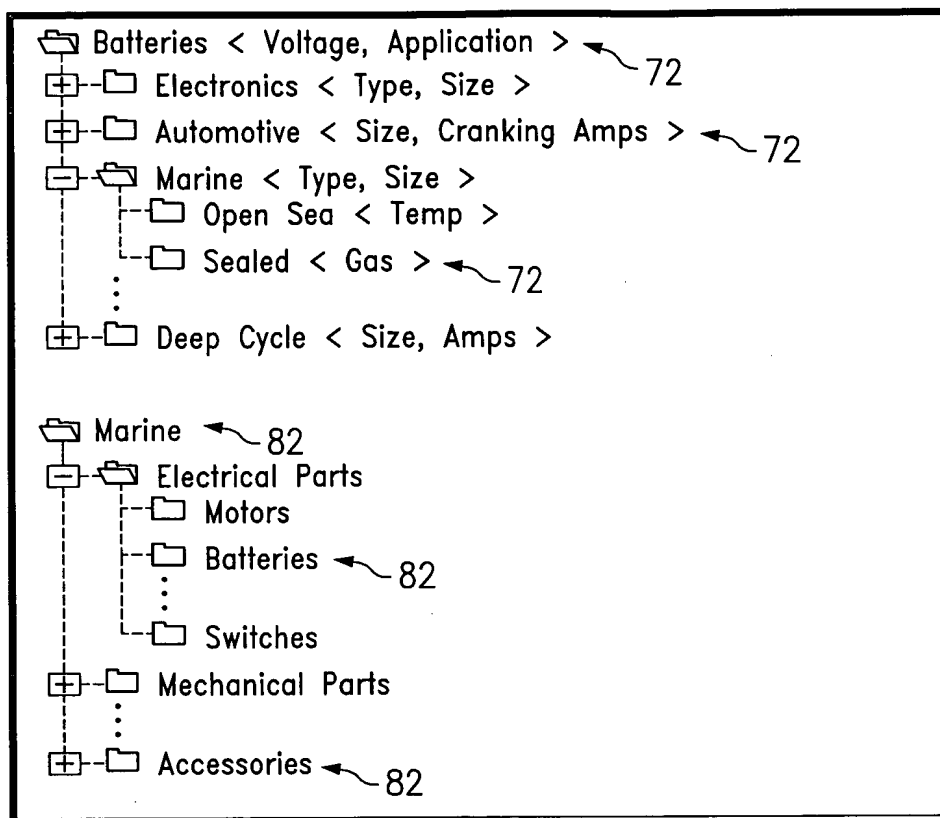 Batteries < Voltage, Application > 72
Electronics < Type, Size >
Automotive < Size, Cranking Amps > 72
Marine < Type, Size >
Open Sea < Temp >
Sealed < Gas > 72
Deep Cycle < Size, Amps >
Marine 82
Electrical Parts
Motors
Batteries 82
Switches
Mechanical Parts
Accessories 82